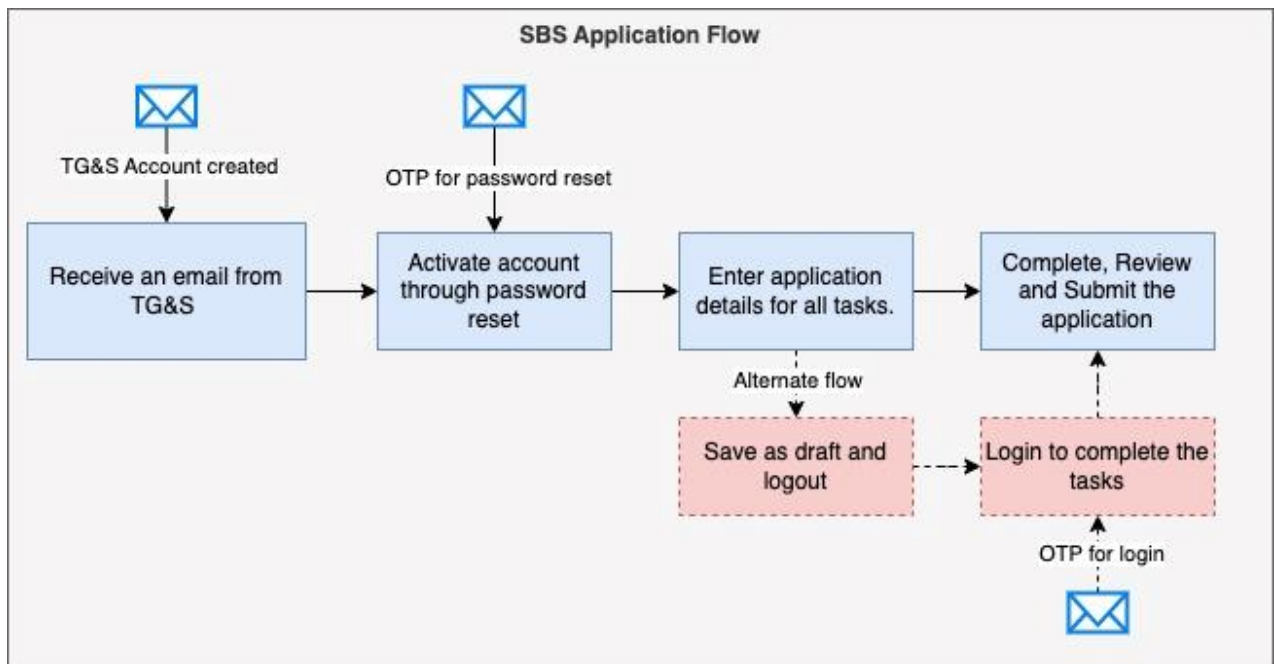 SBS Application Flow
TG&S Account created
OTP for password reset
Receive an email from
TG&S
Activate account
through password
reset
Enter application
details for all tasks.
Complete, Review
and Submit the
application
Alternate flow
Save as draft and
logout
Login to complete the
tasks
OTP for login